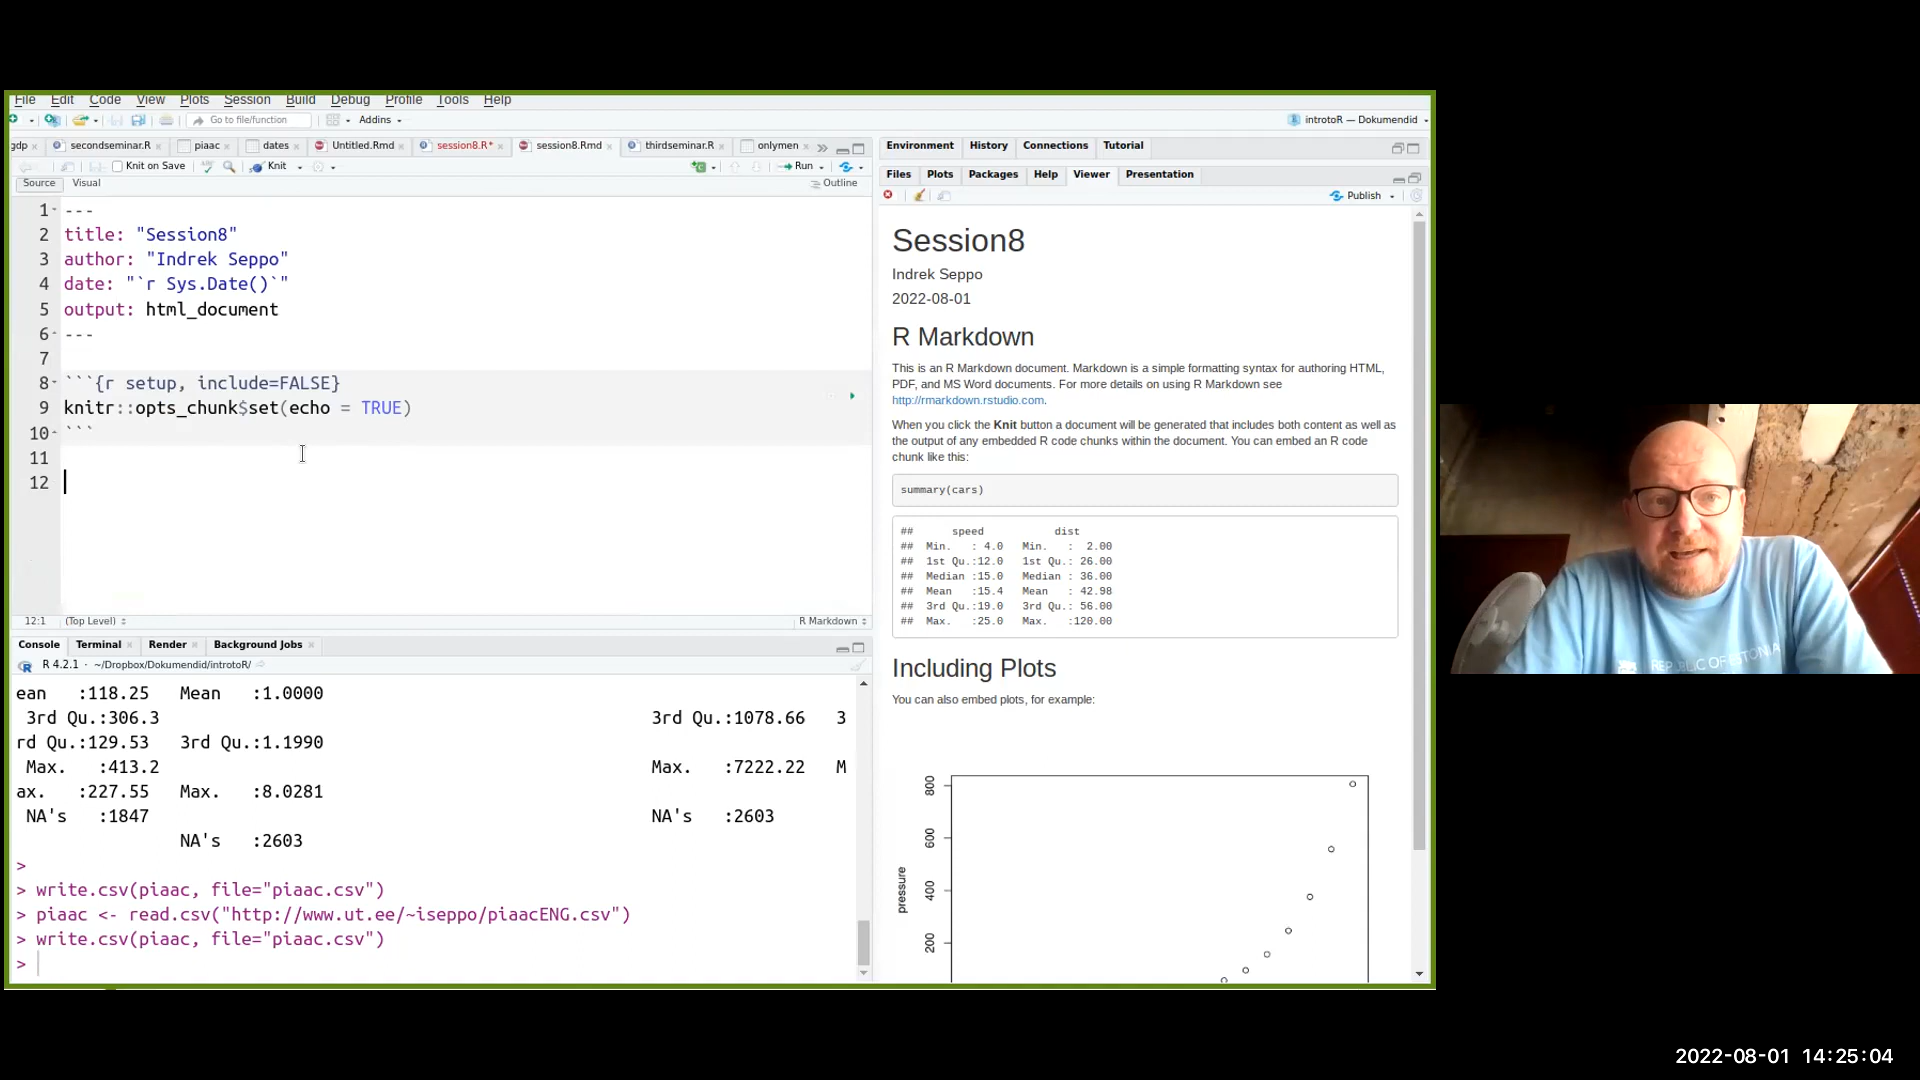 File Edit Code View Plots Session Build Debug Profile Tools Help
Go to file/function Addins introtoR — Dokumendid
gdp secondseminar.R piaac dates Untitled.Rmd session8.R* session8.Rmd thirdseminar.R onlymen
Knit on Save Knit Run
Source Visual Outline
1 ---
2 title: "Session8"
3 author: "Indrek Seppo"
4 date: "`r Sys.Date()`"
5 output: html_document
6 ---
7
8 ```{r setup, include=FALSE}
9 knitr::opts_chunk$set(echo = TRUE)
10 ```
11
12
12:1 (Top Level) R Markdown
Console Terminal Render Background Jobs
R 4.2.1 · ~/Dropbox/Dokumendid/introtoR/
ean :118.25 Mean :1.0000
3rd Qu.:306.3 3rd Qu.:1078.66 3
rd Qu.:129.53 3rd Qu.:1.1990
Max. :413.2 Max. :7222.22 M
ax. :227.55 Max. :8.0281
NA's :1847 NA's :2603
NA's :2603
>
> write.csv(piaac, file="piaac.csv")
> piaac <- read.csv("http://www.ut.ee/~iseppo/piaacENG.csv")
> write.csv(piaac, file="piaac.csv")
>
Environment History Connections Tutorial
Files Plots Packages Help Viewer Presentation
Publish
Session8
Indrek Seppo
2022-08-01
R Markdown
This is an R Markdown document. Markdown is a simple formatting syntax for authoring HTML,
PDF, and MS Word documents. For more details on using R Markdown see
http://rmarkdown.rstudio.com.
When you click the Knit button a document will be generated that includes both content as well as
the output of any embedded R code chunks within the document. You can embed an R code
chunk like this:
summary(cars)
## speed dist
## Min. : 4.0 Min. : 2.00
## 1st Qu.:12.0 1st Qu.: 26.00
## Median :15.0 Median : 36.00
## Mean :15.4 Mean : 42.98
## 3rd Qu.:19.0 3rd Qu.: 56.00
## Max. :25.0 Max. :120.00
Including Plots
You can also embed plots, for example:
pressure
800
600
400
200
REPUBLIC OF ESTONIA
2022-08-01 14:25:04